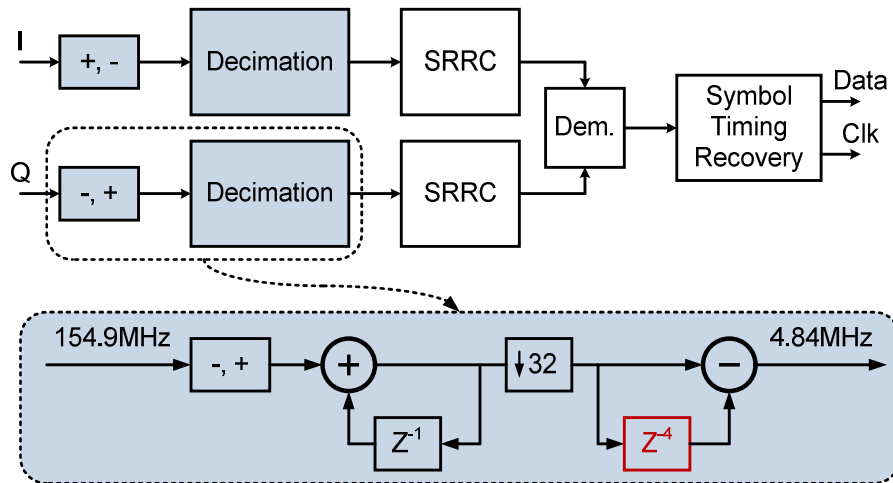 I
+, -
Decimation
SRRC
Dem.
Symbol
Timing
Recovery
Data
Clk
Q
-, +
Decimation
SRRC
154.9MHz
-, +
+
↓32
−
4.84MHz
Z⁻¹
Z⁻⁴